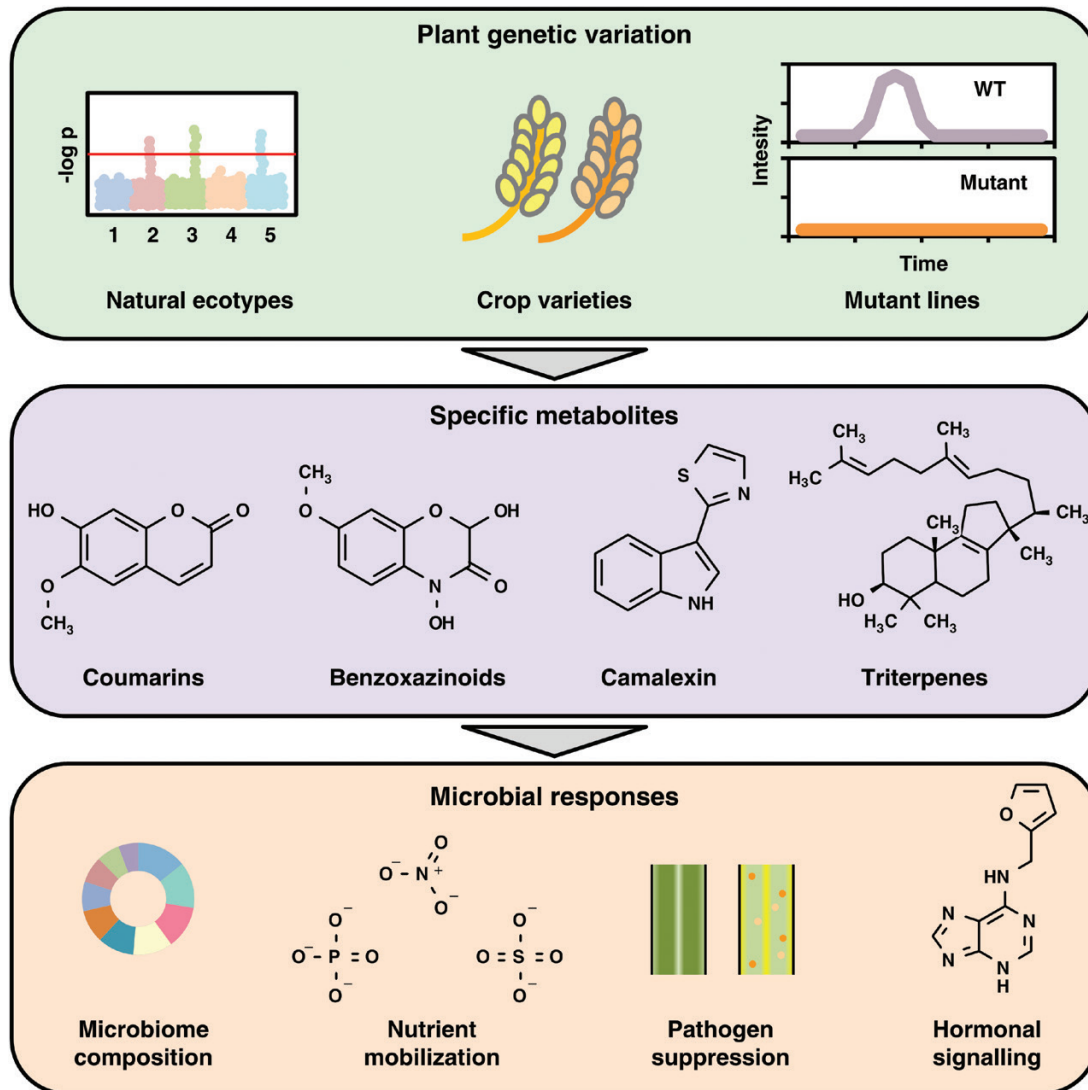 Plant genetic variation
-log p
1 2 3 4 5
Natural ecotypes
Crop varieties
Intesity
WT
Mutant
Time
Mutant lines
Specific metabolites
HO
O
O
O
CH₃
Coumarins
CH₃
O
O
OH
N
O
OH
Benzoxazinoids
S
N
NH
Camalexin
CH₃
CH₃
H₃C
CH₃
CH₃
CH₃
CH₃
HO
H₃C
CH₃
Triterpenes
Microbial responses
Microbiome
composition
O
O⁻
N⁺
O⁻
O⁻
O⁻
P
O
O⁻
O⁻
O
S
O
O⁻
Nutrient
mobilization
Pathogen
suppression
O
HN
N
N
N
N
H
Hormonal
signalling